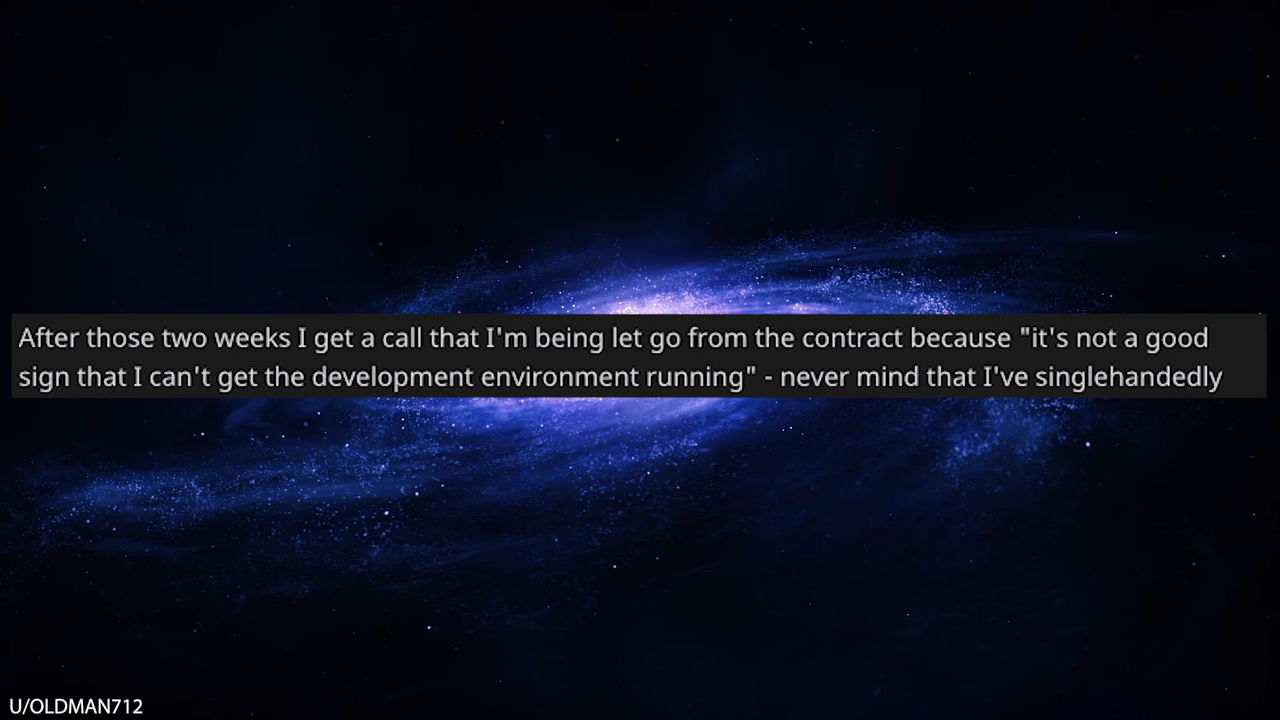 After those two weeks I get a call that I'm being let go from the contract because "it's not a good
sign that I can't get the development environment running" - never mind that I've singlehandedly
U/OLDMAN712